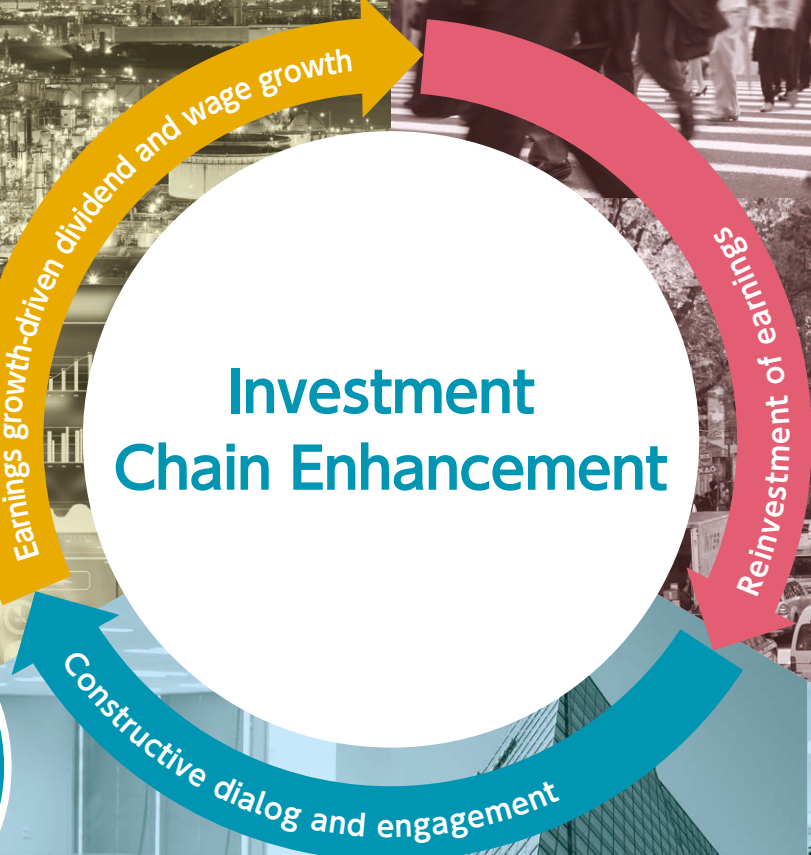 Investment
Chain Enhancement
Earnings growth-driven dividend and wage growth
Reinvestment of earnings
Constructive dialog and engagement